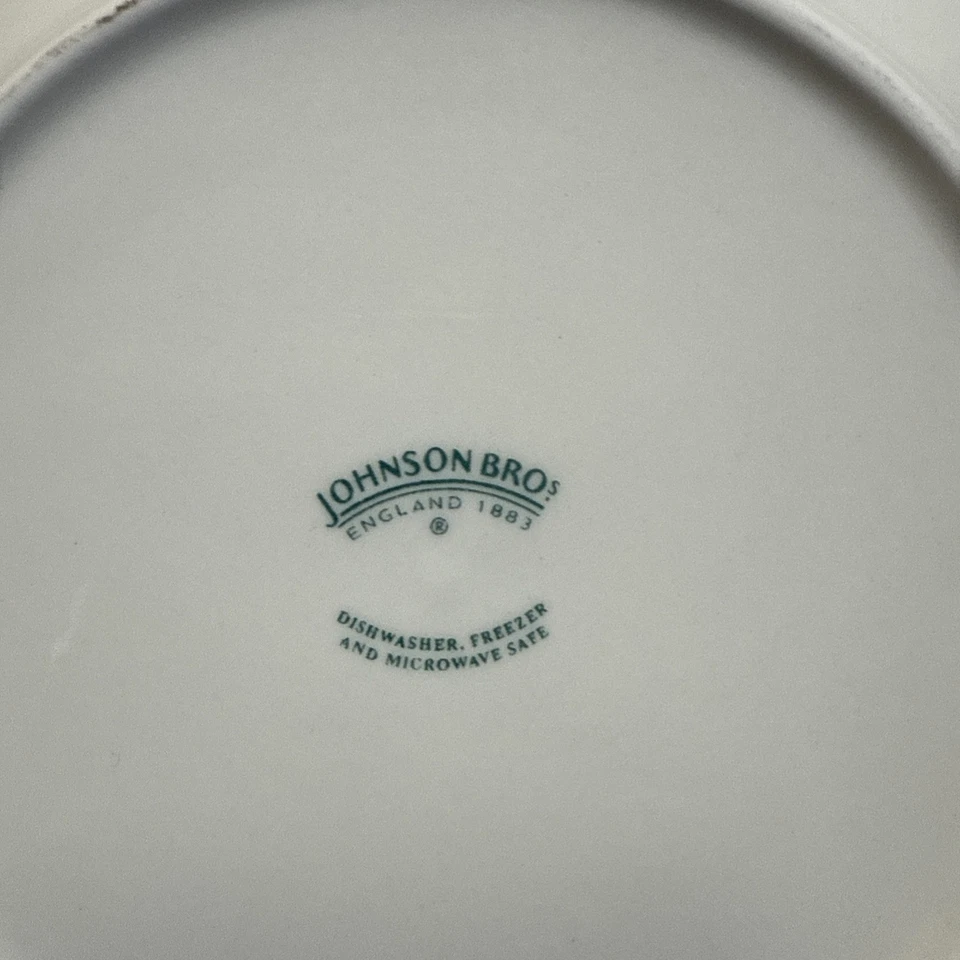 JOHNSON BROS
ENGLAND 1883
®
DISHWASHER, FREEZER
AND MICROWAVE SAFE